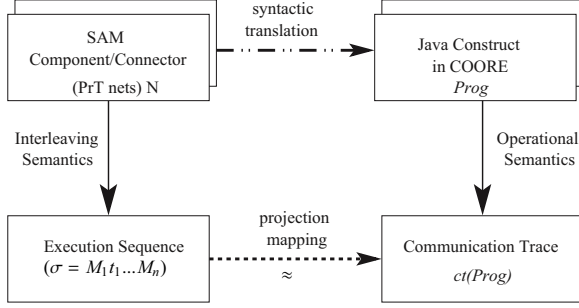 syntactic
translation
SAM
Component/Connector
(PrT nets) N
Java Construct
in COORE
Prog
Interleaving
Semantics
Operational
Semantics
projection
mapping
≈
Execution Sequence
(σ = M₁t₁...Mₙ)
Communication Trace
ct(Prog)